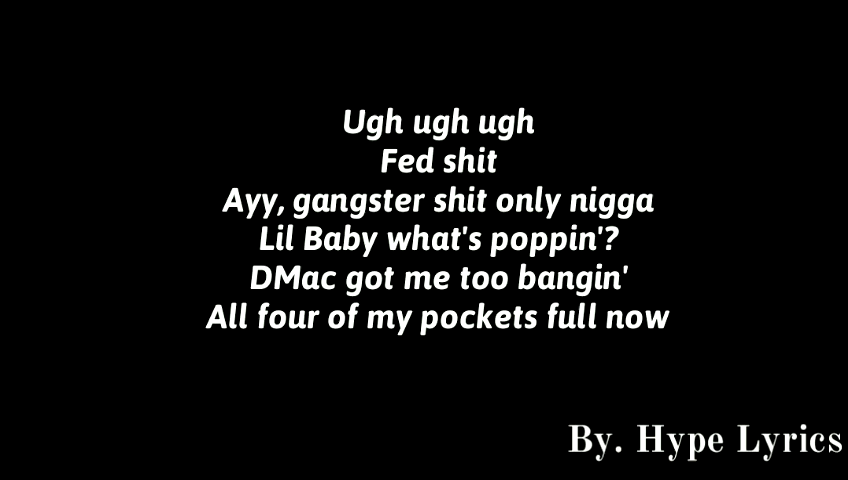 Ugh ugh ugh
Fed shit
Ayy, gangster shit only nigga
Lil Baby what's poppin'?
DMac got me too bangin'
All four of my pockets full now
By. Hype Lyrics